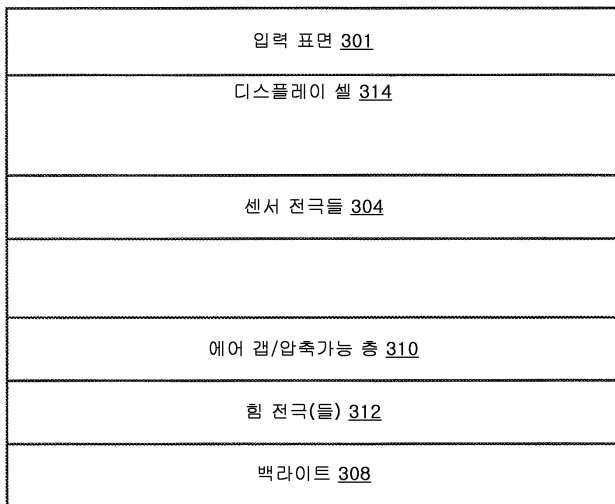 입력 표면 301
디스플레이 셀 314
센서 전극들 304
에어 갭/압축가능 층 310
힘 전극(들) 312
백라이트 308